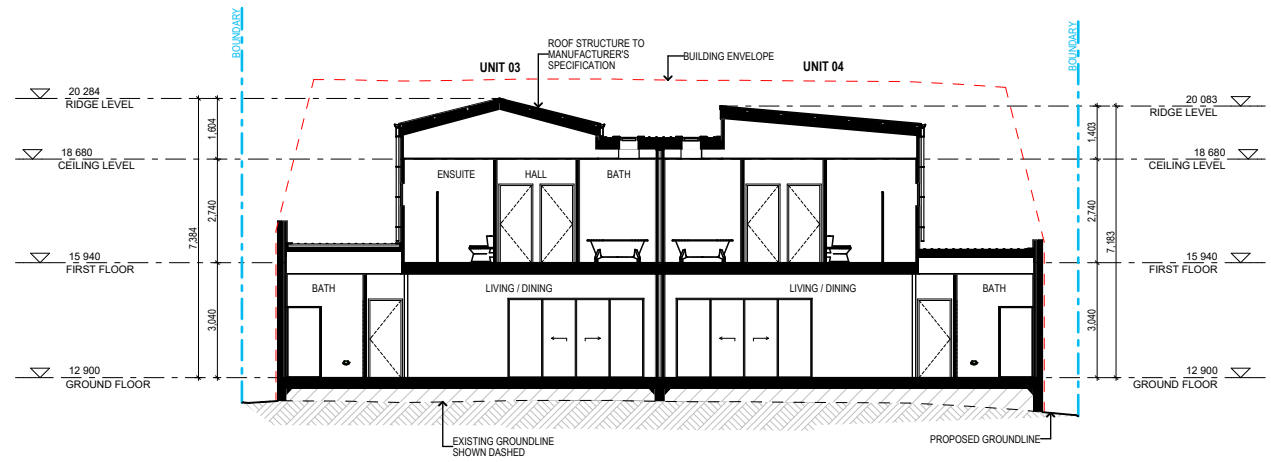 BOUNDARY
BOUNDARY
ROOF STRUCTURE TO
MANUFACTURER'S
SPECIFICATION
UNIT 03
BUILDING ENVELOPE
UNIT 04
20 284
RIDGE LEVEL
20 083
RIDGE LEVEL
1,604
1,403
18 680
CEILING LEVEL
18 680
CEILING LEVEL
ENSUITE
HALL
BATH
2,740
7,384
2,740
7,183
15 940
FIRST FLOOR
15 940
FIRST FLOOR
BATH
LIVING / DINING
LIVING / DINING
BATH
3,040
3,040
12 900
GROUND FLOOR
12 900
GROUND FLOOR
EXISTING GROUNDLINE
SHOWN DASHED
PROPOSED GROUNDLINE